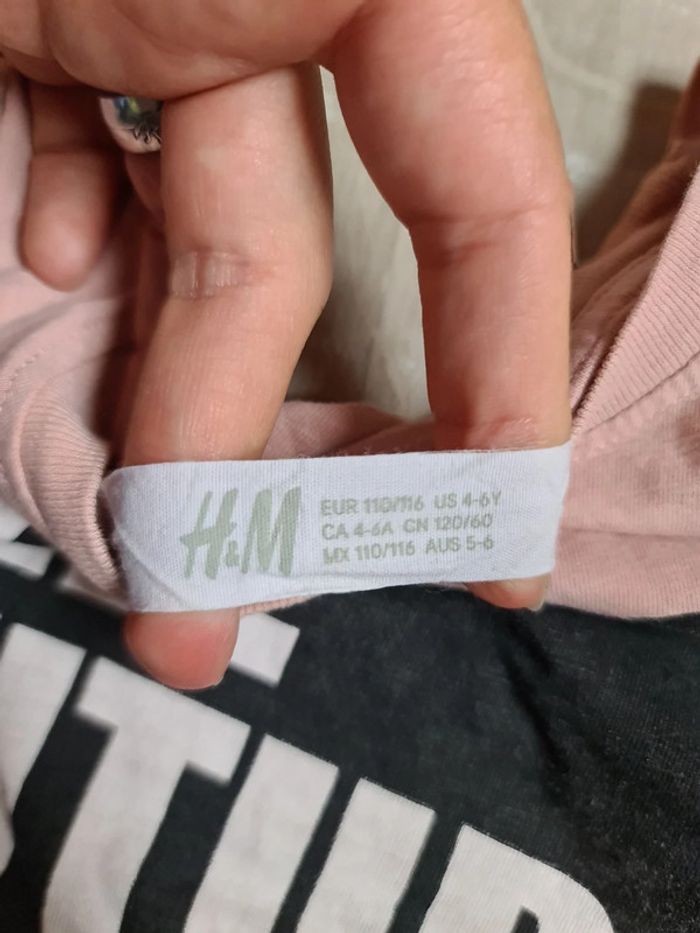 H&M
EUR 110/116 US 4-6Y
CA 4-6A CN 120/60
MX 110/116 AUS 5-6